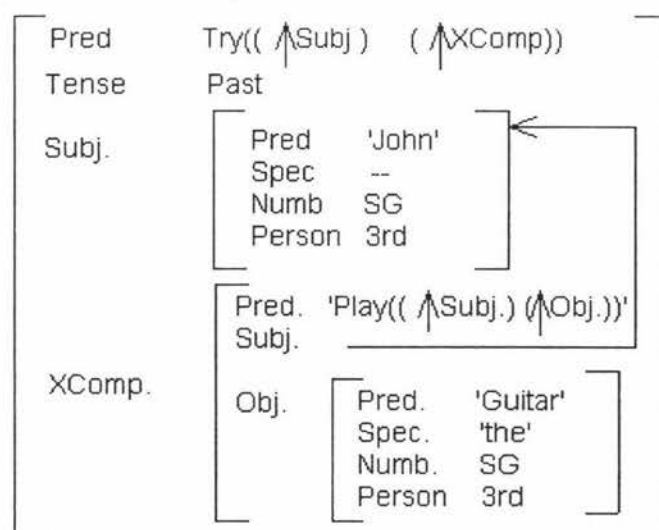 Pred Try(( ↑Subj ) ( ↑XComp))
Tense Past
Subj.
Pred 'John'
Spec --
Numb SG
Person 3rd
XComp.
Pred. 'Play(( ↑Subj.) (↑Obj.))'
Subj.
Obj.
Pred. 'Guitar'
Spec. 'the'
Numb. SG
Person 3rd